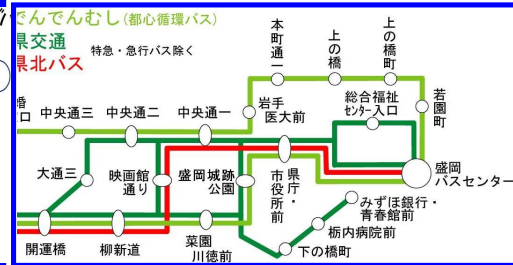 でんでんむし(都心循環バス)
県交通
特急・急行バス除く
県北バス
本町通一
上の橋
上の橋町
中央通三
中央通二
中央通一
岩手
医大前
総合福祉
センター入口
若園町
大通三
映画館
通り
盛岡城跡
公園
県庁・
市役所前
盛岡
バスセンター
みずほ銀行・
青春館前
栃内病院前
下の橋町
開運橋
柳新道
菜園
川徳前